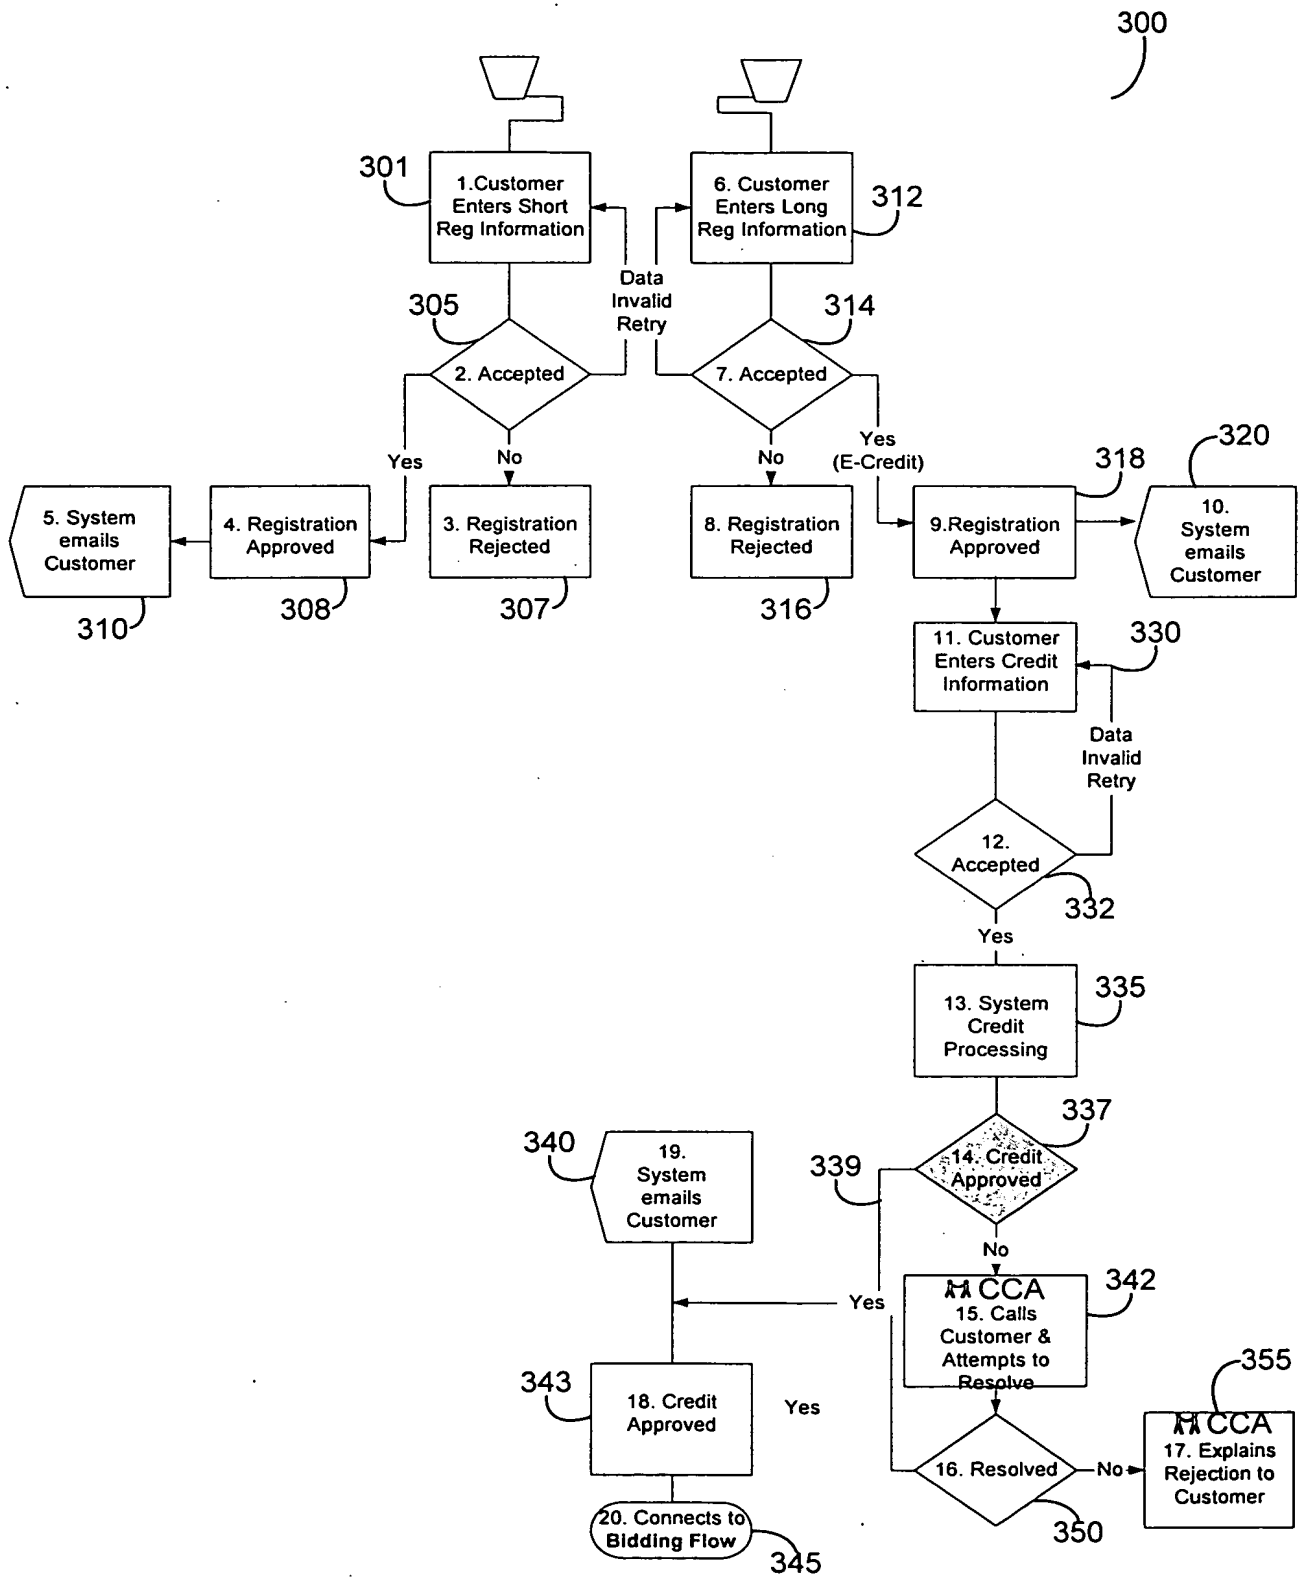 300
301
1.Customer
Enters Short
Reg Information
6. Customer
Enters Long
Reg Information
312
305
Data
Invalid
Retry
314
2. Accepted
7. Accepted
Yes
No
No
Yes
(E-Credit)
318
320
5. System
emails
Customer
4. Registration
Approved
3. Registration
Rejected
8. Registration
Rejected
9.Registration
Approved
10.
System
emails
Customer
310
308
307
316
11. Customer
Enters Credit
Information
330
Data
Invalid
Retry
12.
Accepted
332
Yes
13. System
Credit
Processing
335
337
14. Credit
Approved
339
340
19.
System
emails
Customer
No
Yes
CCA
15. Calls
Customer &
Attempts to
Resolve
342
343
18. Credit
Approved
Yes
355
CCA
17. Explains
Rejection to
Customer
16. Resolved
No
350
20. Connects to
Bidding Flow
345